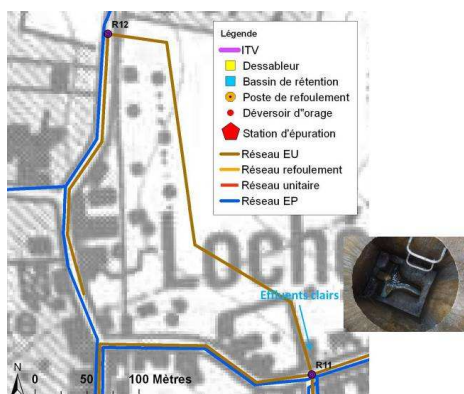 R12
Légende
ITV
Dessableur
Bassin de rétention
Poste de refoulement
Déversoir d"orage
Station d'épuration
Réseau EU
Réseau refoulement
Réseau unitaire
Réseau EP
Loche
Effluents clairs
R11
N
0 50 100 Mètres